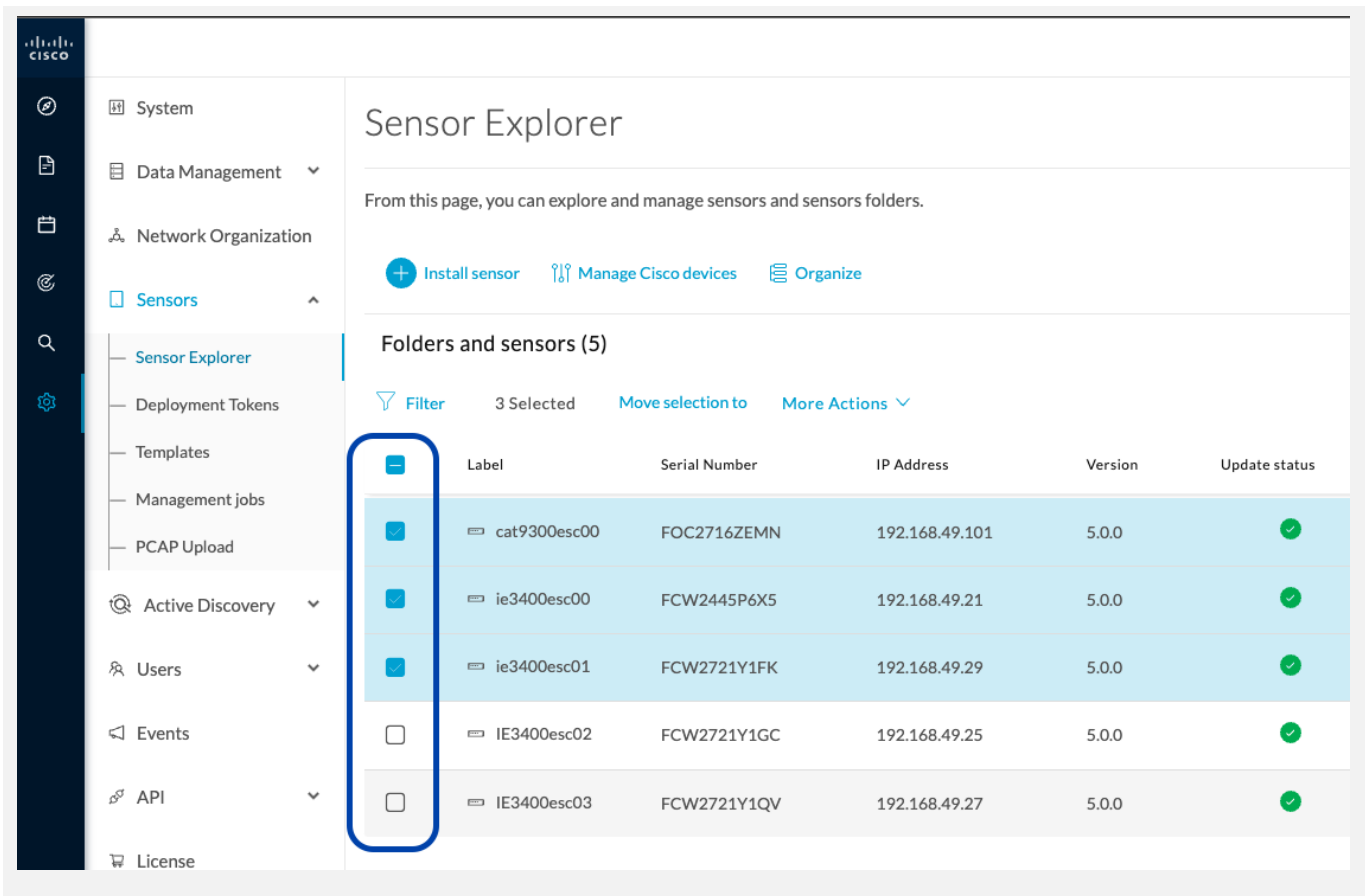 CISCO
System
Data Management
Network Organization
Sensors
Sensor Explorer
Deployment Tokens
Templates
Management jobs
PCAP Upload
Active Discovery
Users
Events
API
License
Sensor Explorer
From this page, you can explore and manage sensors and sensors folders.
Install sensor Manage Cisco devices Organize
Folders and sensors (5)
Filter 3 Selected Move selection to More Actions
Label Serial Number IP Address Version Update status
cat9300esc00 FOC2716ZEMN 192.168.49.101 5.0.0
ie3400esc00 FCW2445P6X5 192.168.49.21 5.0.0
ie3400esc01 FCW2721Y1FK 192.168.49.29 5.0.0
IE3400esc02 FCW2721Y1GC 192.168.49.25 5.0.0
IE3400esc03 FCW2721Y1QV 192.168.49.27 5.0.0